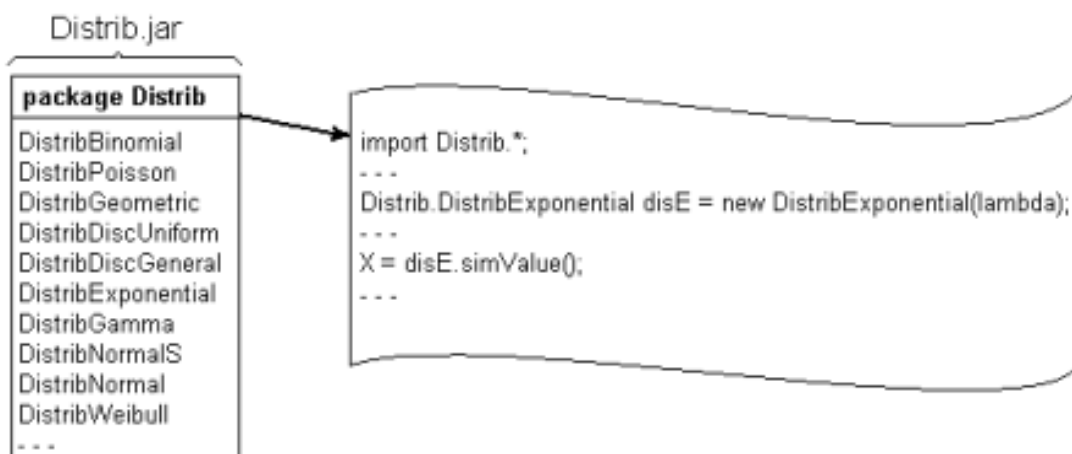 Distrib.jar
package Distrib
DistribBinomial
DistribPoisson
DistribGeometric
DistribDiscUniform
DistribDiscGeneral
DistribExponential
DistribGamma
DistribNormalS
DistribNormal
DistribWeibull
- - -
import Distrib.*;
- - -
Distrib.DistribExponential disE = new DistribExponential(lambda);
- - -
X = disE.simValue();
- - -